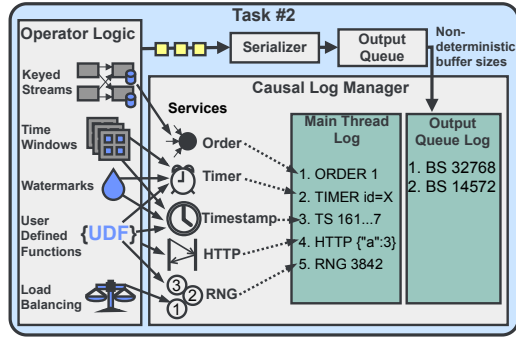 Task #2
Operator Logic
Keyed
Streams
Time
Windows
Watermarks
User
Defined
Functions
{UDF}
Load
Balancing
Serializer
Output
Queue
Non-
deterministic
buffer sizes
Causal Log Manager
Services
Order
Timer
Timestamp
HTTP
RNG
3
2
1
Main Thread
Log
1. ORDER 1
2. TIMER id=X
3. TS 161...7
4. HTTP {"a":3}
5. RNG 3842
Output
Queue Log
1. BS 32768
2. BS 14572